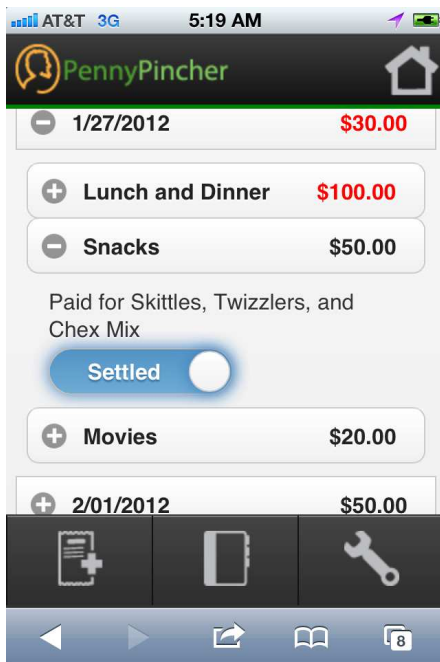 AT&T 3G 5:19 AM
PennyPincher
1/27/2012 $30.00
Lunch and Dinner $100.00
Snacks $50.00
Paid for Skittles, Twizzlers, and
Chex Mix
Settled
Movies $20.00
2/01/2012 $50.00
8